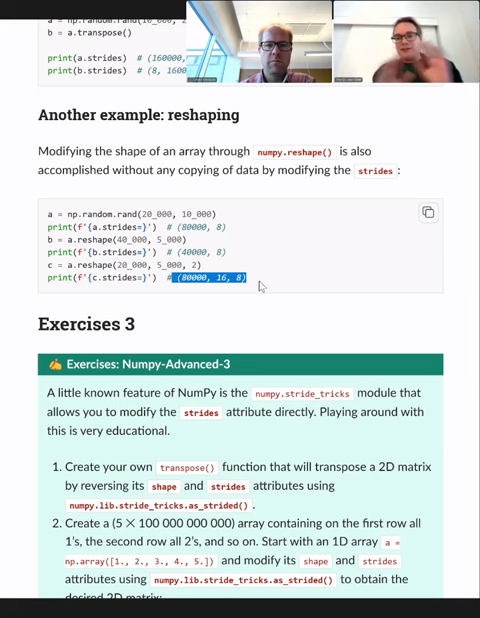 a = np.random.rand(10_000, 2
b = a.transpose()
print(a.strides)  # (160000,
print(b.strides)  # (8, 1600
Another example: reshaping
Modifying the shape of an array through numpy.reshape() is also
accomplished without any copying of data by modifying the strides :
a = np.random.rand(20_000, 10_000)
print(f'{a.strides=}')  # (80000, 8)
b = a.reshape(40_000, 5_000)
print(f'{b.strides=}')  # (40000, 8)
c = a.reshape(20_000, 5_000, 2)
print(f'{c.strides=}')  # (80000, 16, 8)
Exercises 3
✍️ Exercises: Numpy-Advanced-3
A little known feature of NumPy is the numpy.stride_tricks module that
allows you to modify the strides attribute directly. Playing around with
this is very educational.
1. Create your own transpose() function that will transpose a 2D matrix
by reversing its shape and strides attributes using
numpy.lib.stride_tricks.as_strided() .
2. Create a (5 × 100 000 000 000) array containing on the first row all
1's, the second row all 2's, and so on. Start with an 1D array a =
np.array([1., 2., 3., 4., 5.]) and modify its shape and strides
attributes using numpy.lib.stride_tricks.as_strided() to obtain the
desired 2D matrix: